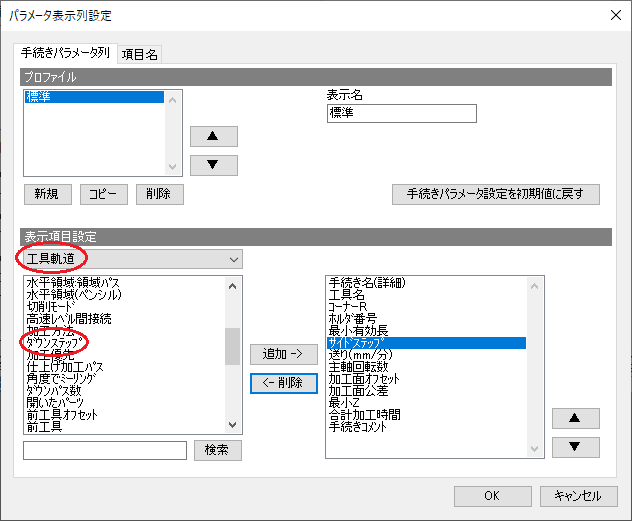 パラメータ表示列設定
手続きパラメータ列
項目名
プロファイル
標準
▲
▼
新規
コピー
削除
表示名
標準
手続きパラメータ設定を初期値に戻す
表示項目設定
工具軌道
水平領域:領域パス
水平領域(ペンシル)
切削モード
高速レベル間接続
加工方法
ダウンステップ
加工優先
仕上げ加工パス
角度でミーリング
ダウンパス数
開いたパーツ
前工具オフセット
前工具
検索
追加 ->
<- 削除
手続き名(詳細)
工具名
コーナーR
ホルダ番号
最小有効長
サイドステップ
送り(mm/分)
主軸回転数
加工面オフセット
加工面公差
最小Z
合計加工時間
手続きコメント
▲
▼
OK
キャンセル